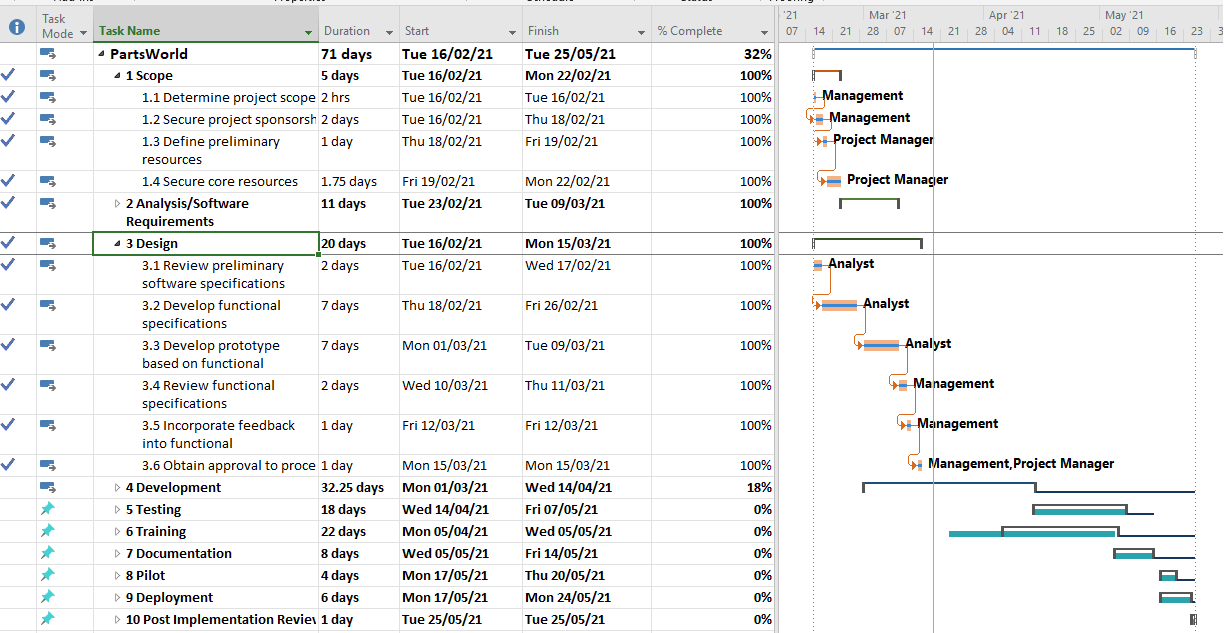 '21 Mar '21 Apr '21 May '21
Task Mode Task Name Duration Start Finish % Complete 07 14 21 28 07 14 21 28 04 11 18 25 02 09 16 23
PartsWorld 71 days Tue 16/02/21 Tue 25/05/21 32%
1 Scope 5 days Tue 16/02/21 Mon 22/02/21 100%
1.1 Determine project scope 2 hrs Tue 16/02/21 Tue 16/02/21 100% Management
1.2 Secure project sponsorsh 2 days Tue 16/02/21 Thu 18/02/21 100% Management
1.3 Define preliminary 1 day Thu 18/02/21 Fri 19/02/21 100% Project Manager
resources
1.4 Secure core resources 1.75 days Fri 19/02/21 Mon 22/02/21 100% Project Manager
2 Analysis/Software 11 days Tue 23/02/21 Tue 09/03/21 100%
Requirements
3 Design 20 days Tue 16/02/21 Mon 15/03/21 100%
3.1 Review preliminary 2 days Tue 16/02/21 Wed 17/02/21 100% Analyst
software specifications
3.2 Develop functional 7 days Thu 18/02/21 Fri 26/02/21 100% Analyst
specifications
3.3 Develop prototype 7 days Mon 01/03/21 Tue 09/03/21 100% Analyst
based on functional
3.4 Review functional 2 days Wed 10/03/21 Thu 11/03/21 100% Management
specifications
3.5 Incorporate feedback 1 day Fri 12/03/21 Fri 12/03/21 100% Management
into functional
3.6 Obtain approval to proce 1 day Mon 15/03/21 Mon 15/03/21 100% Management,Project Manager
4 Development 32.25 days Mon 01/03/21 Wed 14/04/21 18%
5 Testing 18 days Wed 14/04/21 Fri 07/05/21 0%
6 Training 22 days Mon 05/04/21 Wed 05/05/21 0%
7 Documentation 8 days Wed 05/05/21 Fri 14/05/21 0%
8 Pilot 4 days Mon 17/05/21 Thu 20/05/21 0%
9 Deployment 6 days Mon 17/05/21 Mon 24/05/21 0%
10 Post Implementation Review 1 day Tue 25/05/21 Tue 25/05/21 0%